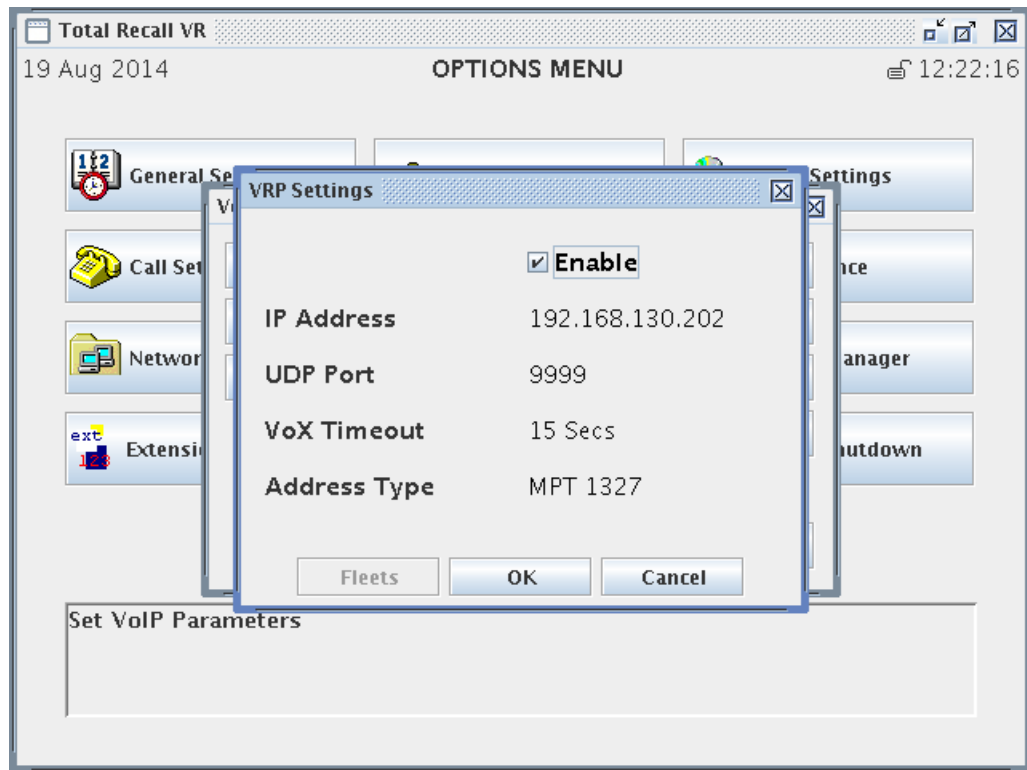 Total Recall VR
19 Aug 2014 OPTIONS MENU 12:22:16
General Se
Settings
VRP Settings
Enable
Call Set
IP Address 192.168.130.202
Networ
anager
UDP Port 9999
VoX Timeout 15 Secs
ext
123
Extensi
utdown
Address Type MPT 1327
Fleets OK Cancel
Set VoIP Parameters